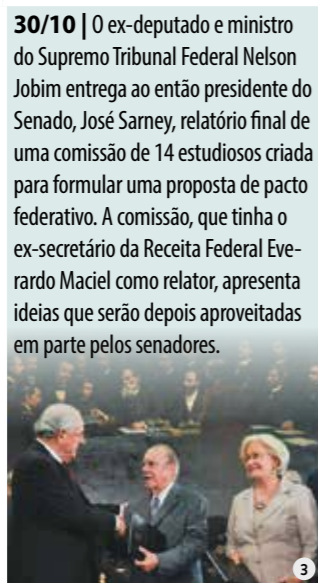 30/10 | O ex-deputado e ministro
do Supremo Tribunal Federal Nelson
Jobim entrega ao então presidente do
Senado, José Sarney, relatório final de
uma comissão de 14 estudiosos criada
para formular uma proposta de pacto
federativo. A comissão, que tinha o
ex-secretário da Receita Federal Eve-
rardo Maciel como relator, apresenta
ideias que serão depois aproveitadas
em parte pelos senadores.
3